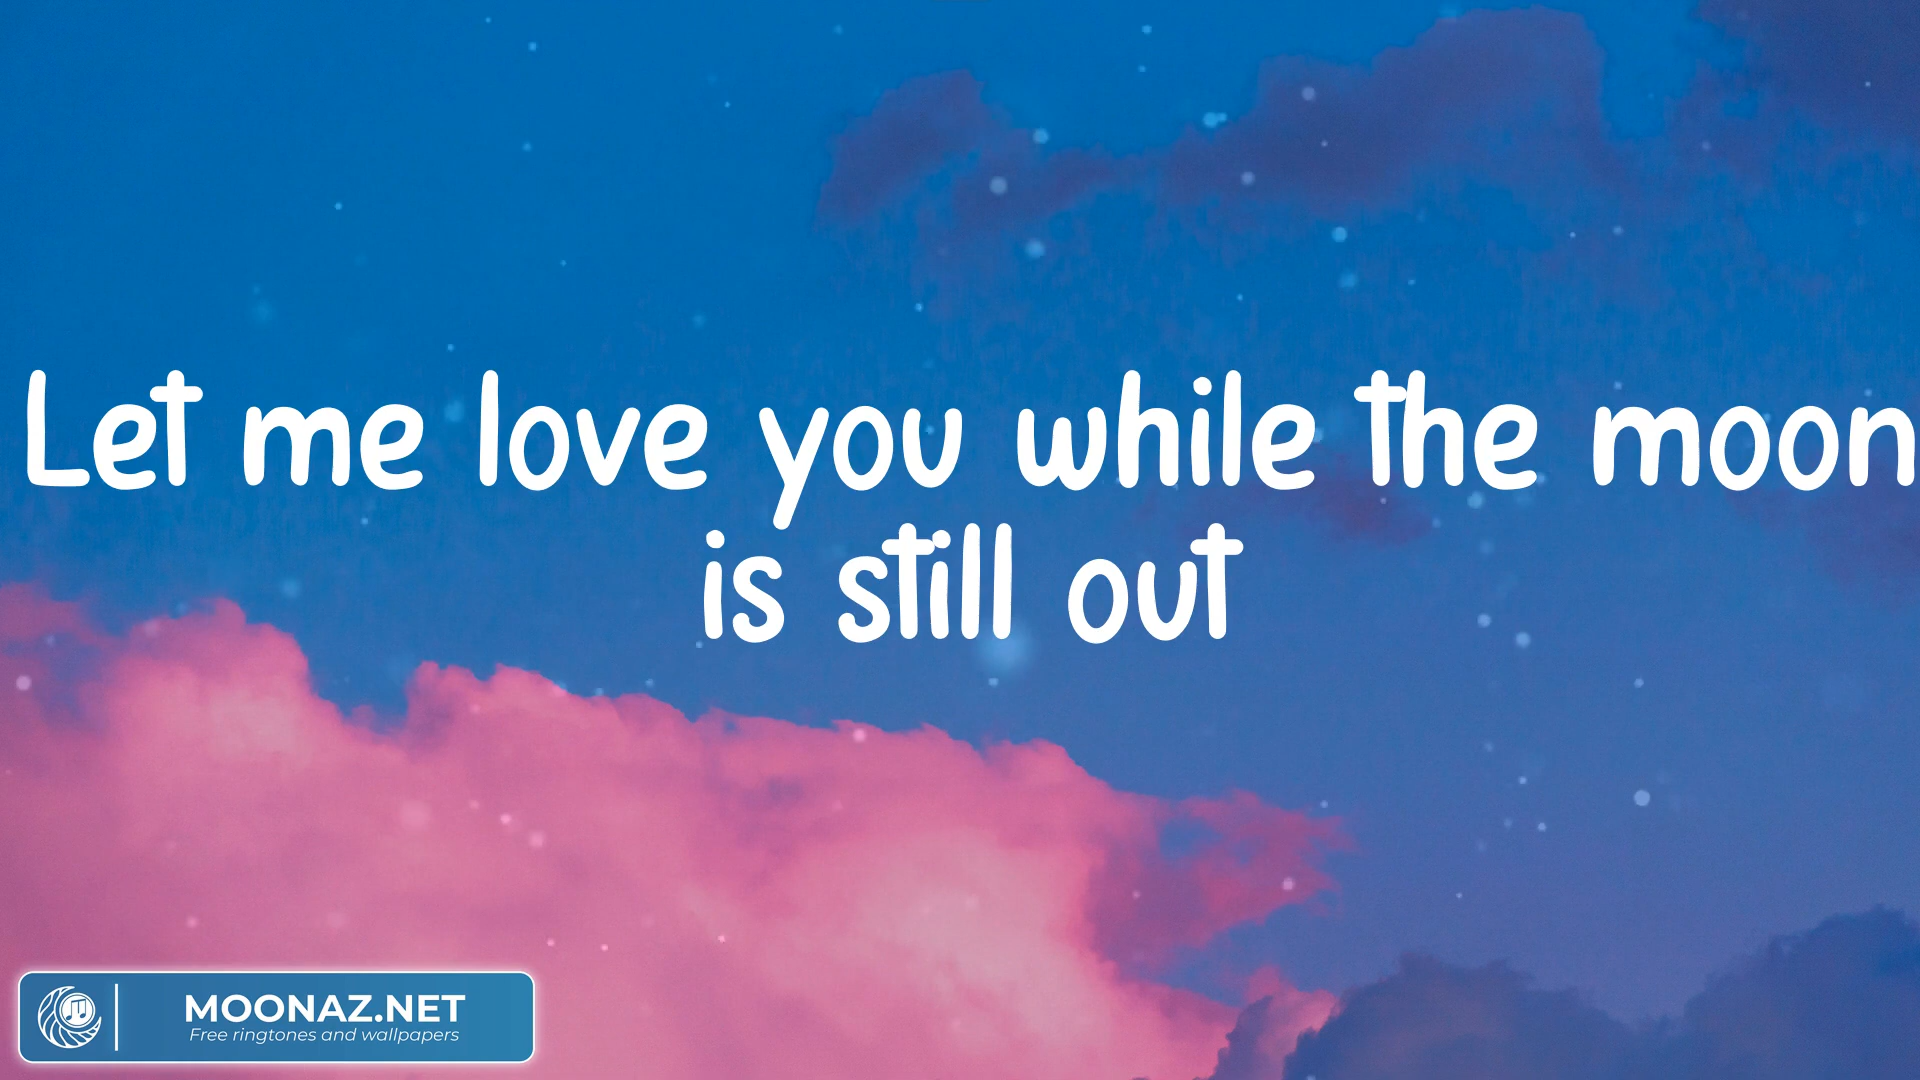 Let me love you while the moon
is still out
MOONAZ.NET
Free ringtones and wallpapers